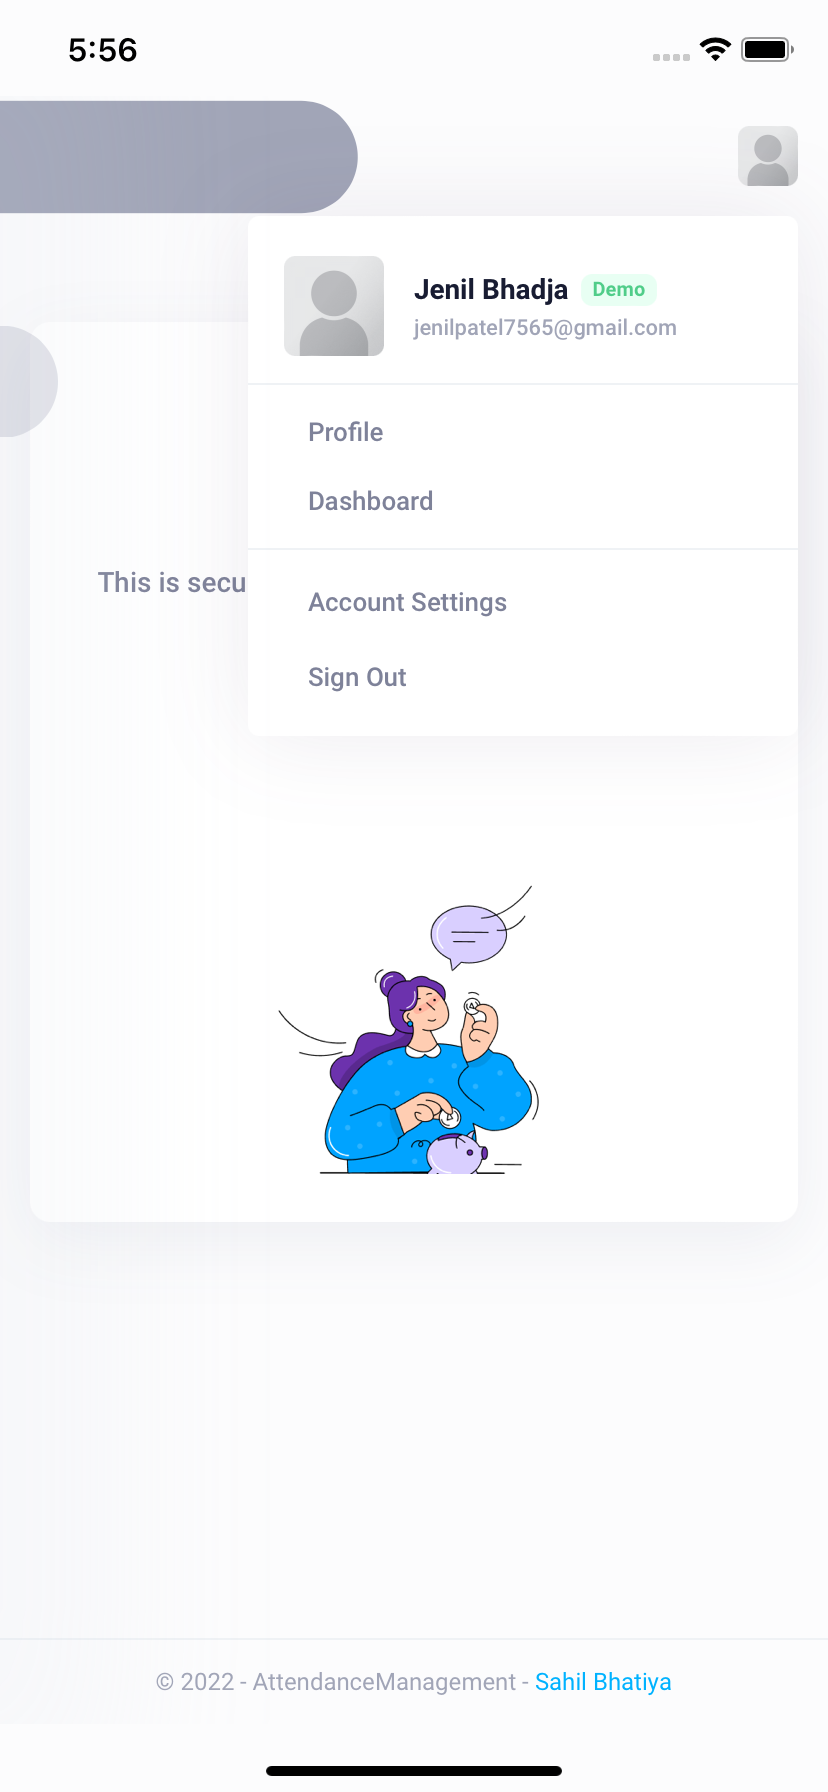 5:56
Jenil Bhadja Demo
jenilpatel7565@gmail.com
Profile
Dashboard
This is secu
Account Settings
Sign Out
© 2022 - AttendanceManagement - Sahil Bhatiya